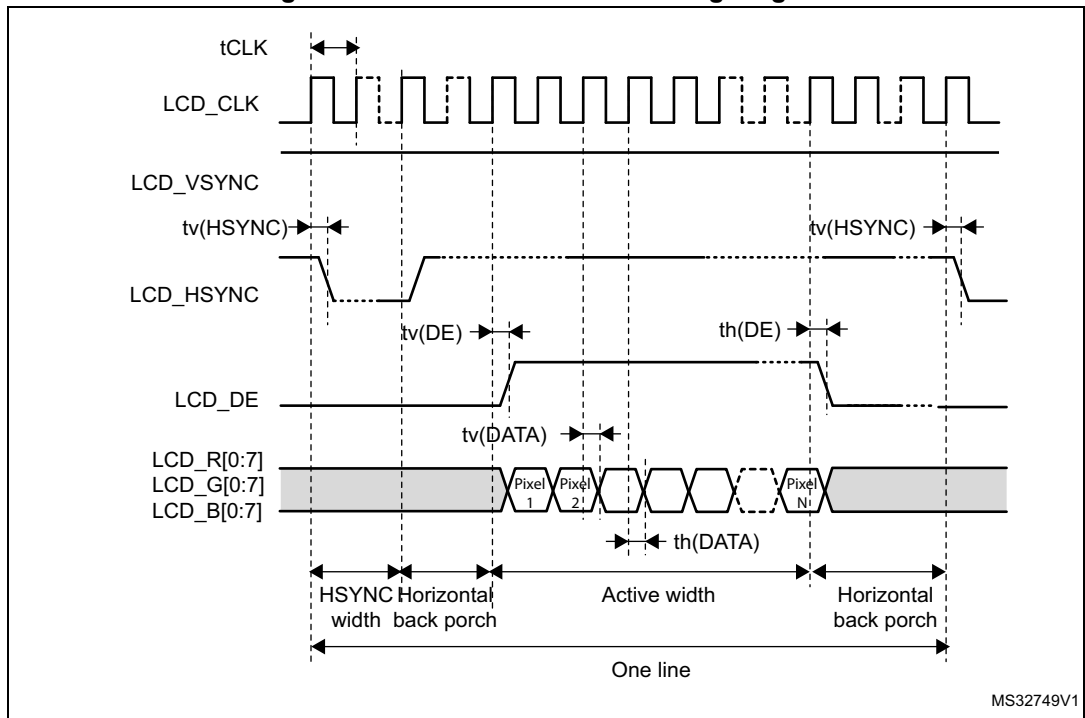 tCLK
LCD_CLK
LCD_VSYNC
tv(HSYNC)
tv(HSYNC)
LCD_HSYNC
tv(DE)
th(DE)
LCD_DE
tv(DATA)
LCD_R[0:7]
LCD_G[0:7]
LCD_B[0:7]
Pixel
1
Pixel
2
Pixel
N
th(DATA)
HSYNC
width
Horizontal
back porch
Active width
Horizontal
back porch
One line
MS32749V1